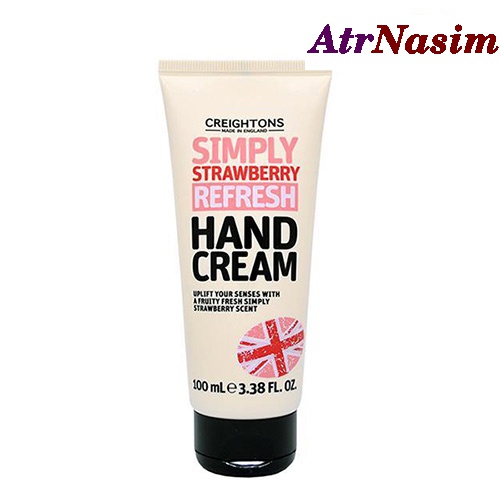 AtrNasim
CREIGHTONS
MADE IN ENGLAND
SIMPLY
STRAWBERRY
REFRESH
HAND
CREAM
UPLIFT YOUR SENSES WITH
A FRUITY FRESH SIMPLY
STRAWBERRY SCENT
100 mL℮3.38 FL. OZ.